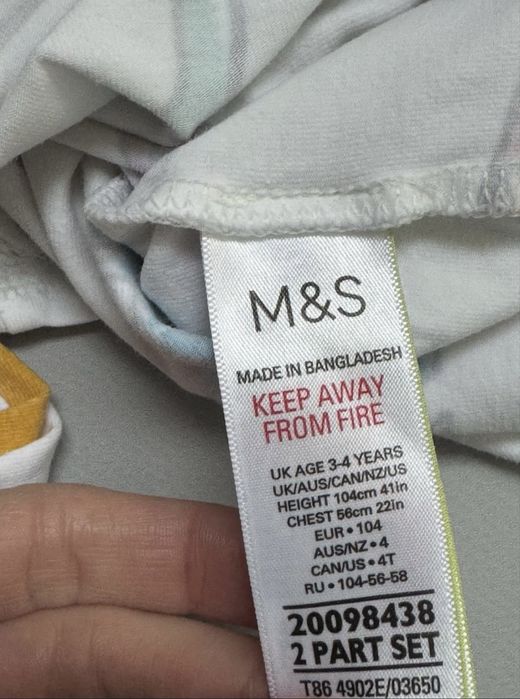 M&S
MADE IN BANGLADESH
KEEP AWAY
FROM FIRE
UK AGE 3-4 YEARS
UK/AUS/CAN/NZ/US
HEIGHT 104cm 41in
CHEST 56cm 22in
EUR • 104
AUS/NZ • 4
CAN/US • 4T
RU • 104-56-58
20098438
2 PART SET
T86 4902E/03650